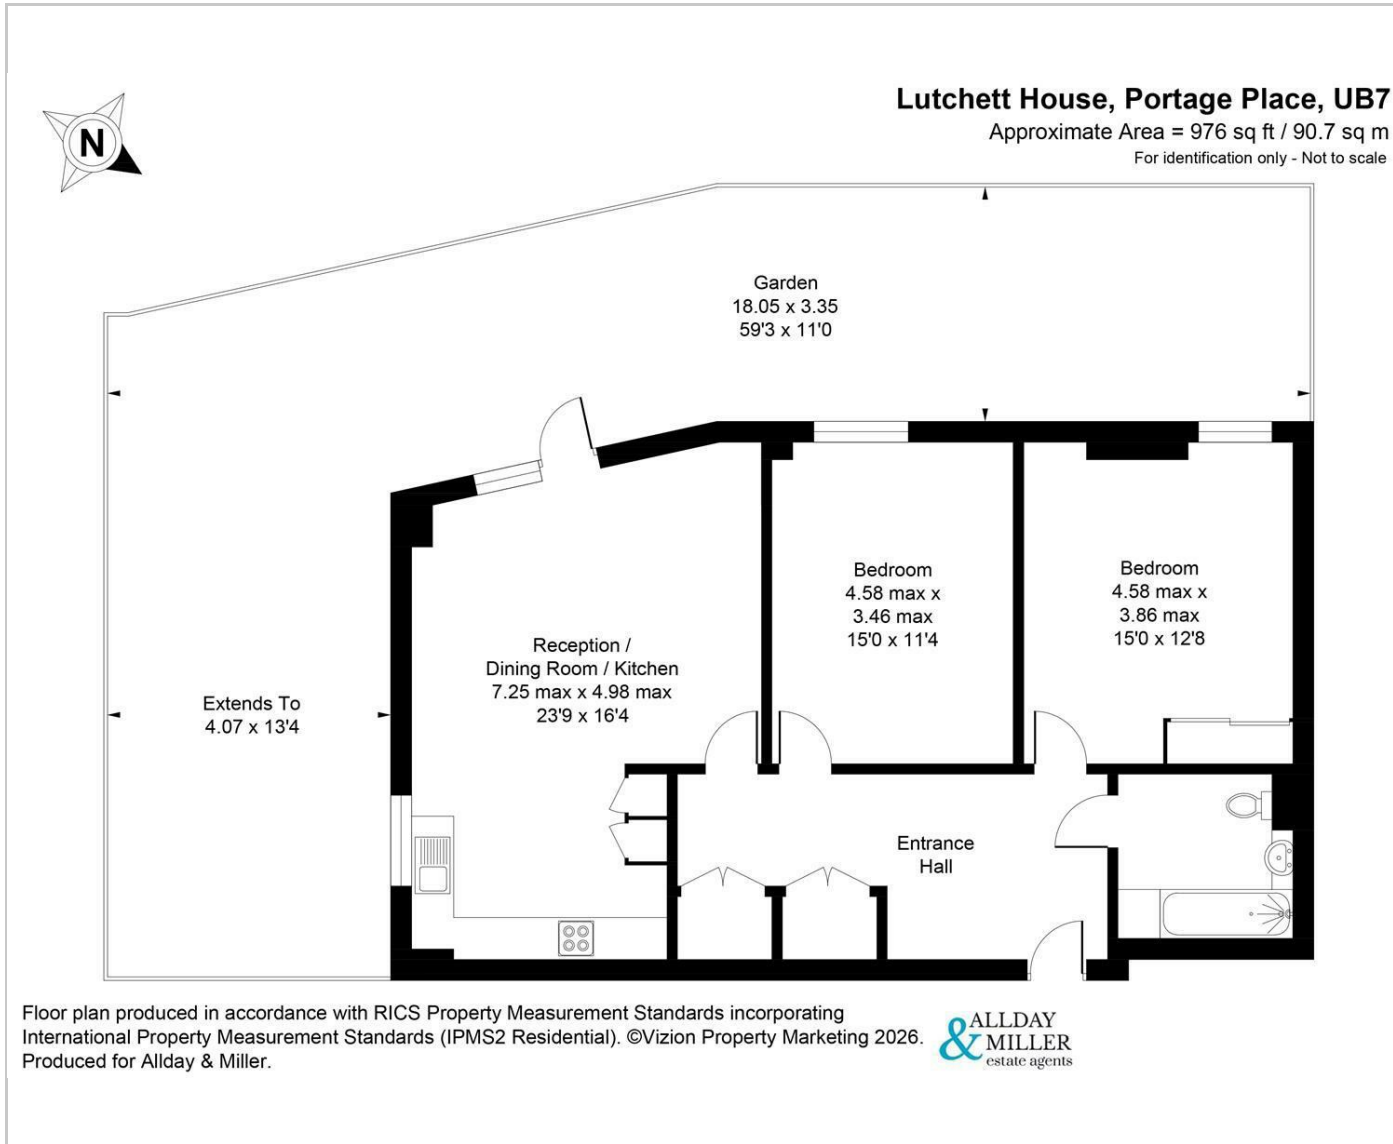 N
Lutchett House, Portage Place, UB7
Approximate Area = 976 sq ft / 90.7 sq m
For identification only - Not to scale
Garden
18.05 x 3.35
59'3 x 11'0
Bedroom
4.58 max x
3.46 max
15'0 x 11'4
Bedroom
4.58 max x
3.86 max
15'0 x 12'8
Reception /
Dining Room / Kitchen
7.25 max x 4.98 max
23'9 x 16'4
Extends To
4.07 x 13'4
Entrance
Hall
Floor plan produced in accordance with RICS Property Measurement Standards incorporating
International Property Measurement Standards (IPMS2 Residential). ©Vizion Property Marketing 2026.
Produced for Allday & Miller.
ALLDAY
& MILLER
estate agents